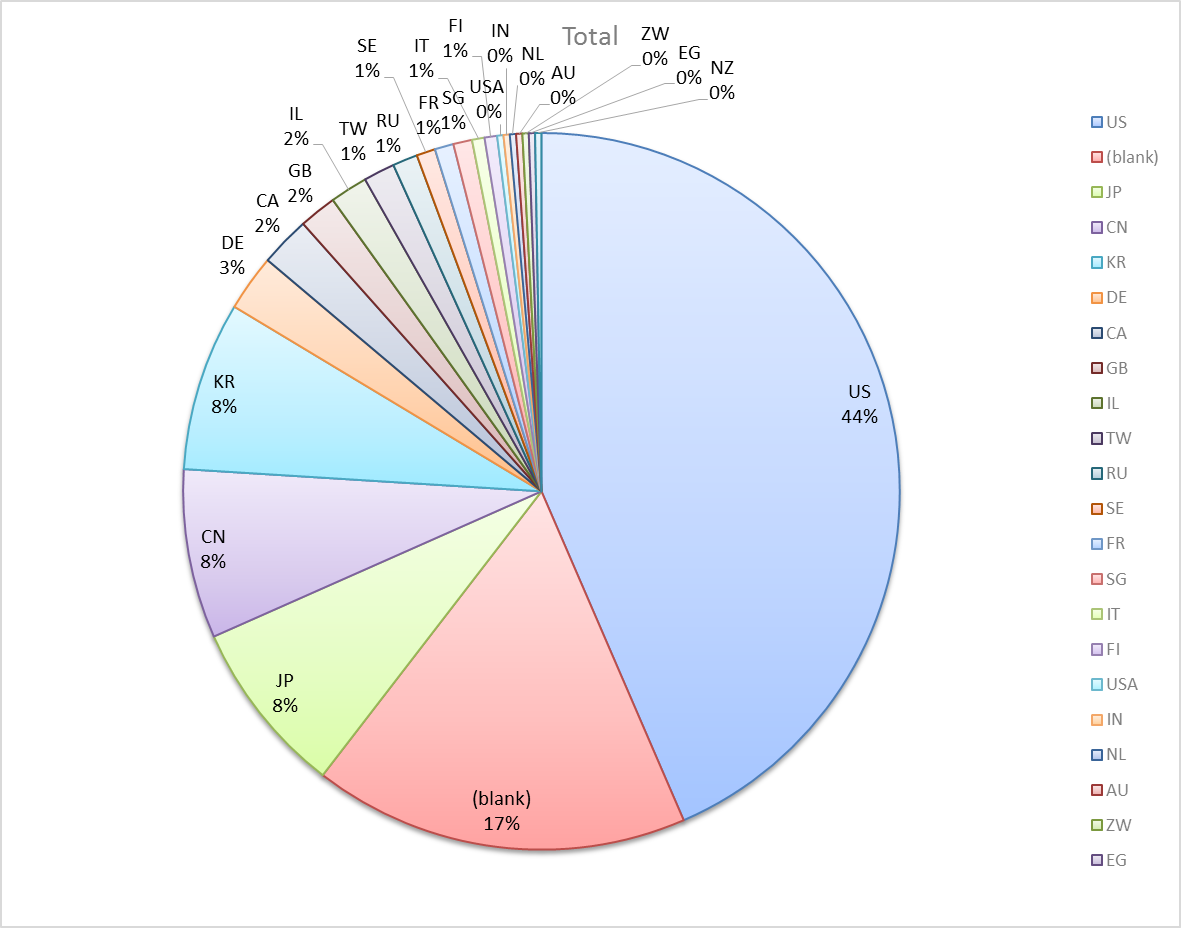 Total
US
44%
(blank)
17%
JP
8%
CN
8%
KR
8%
DE
3%
CA
2%
GB
2%
IL
2%
TW
1%
RU
1%
SE
1%
FR
1%
SG
1%
IT
1%
FI
1%
USA
0%
IN
0%
NL
0%
AU
0%
ZW
0%
EG
0%
NZ
0%
US
(blank)
JP
CN
KR
DE
CA
GB
IL
TW
RU
SE
FR
SG
IT
FI
USA
IN
NL
AU
ZW
EG